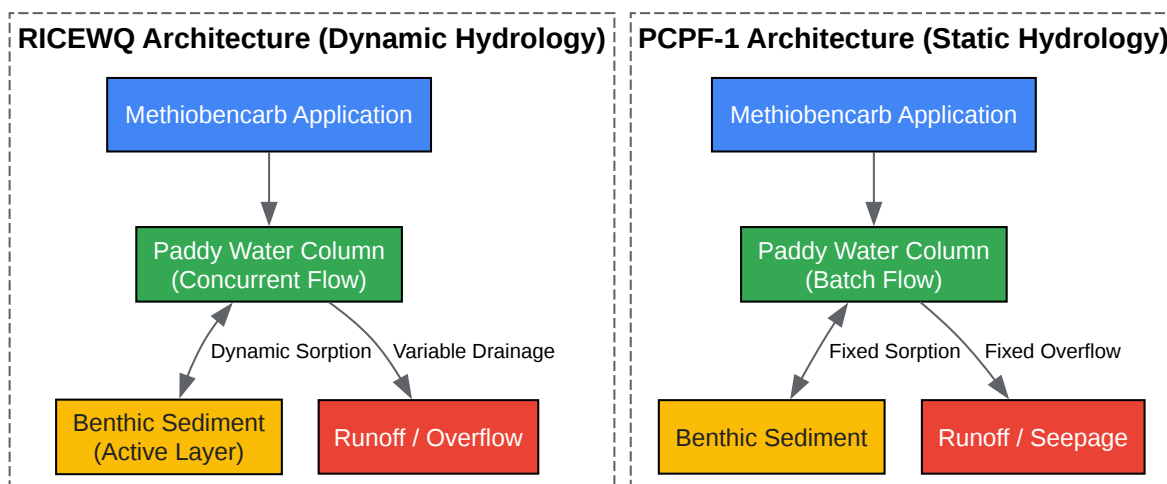 RICEWQ Architecture (Dynamic Hydrology)
Methiobencarb Application
Paddy Water Column
(Concurrent Flow)
Dynamic Sorption
Variable Drainage
Benthic Sediment
(Active Layer)
Runoff / Overflow
PCPF-1 Architecture (Static Hydrology)
Methiobencarb Application
Paddy Water Column
(Batch Flow)
Fixed Sorption
Fixed Overflow
Benthic Sediment
Runoff / Seepage